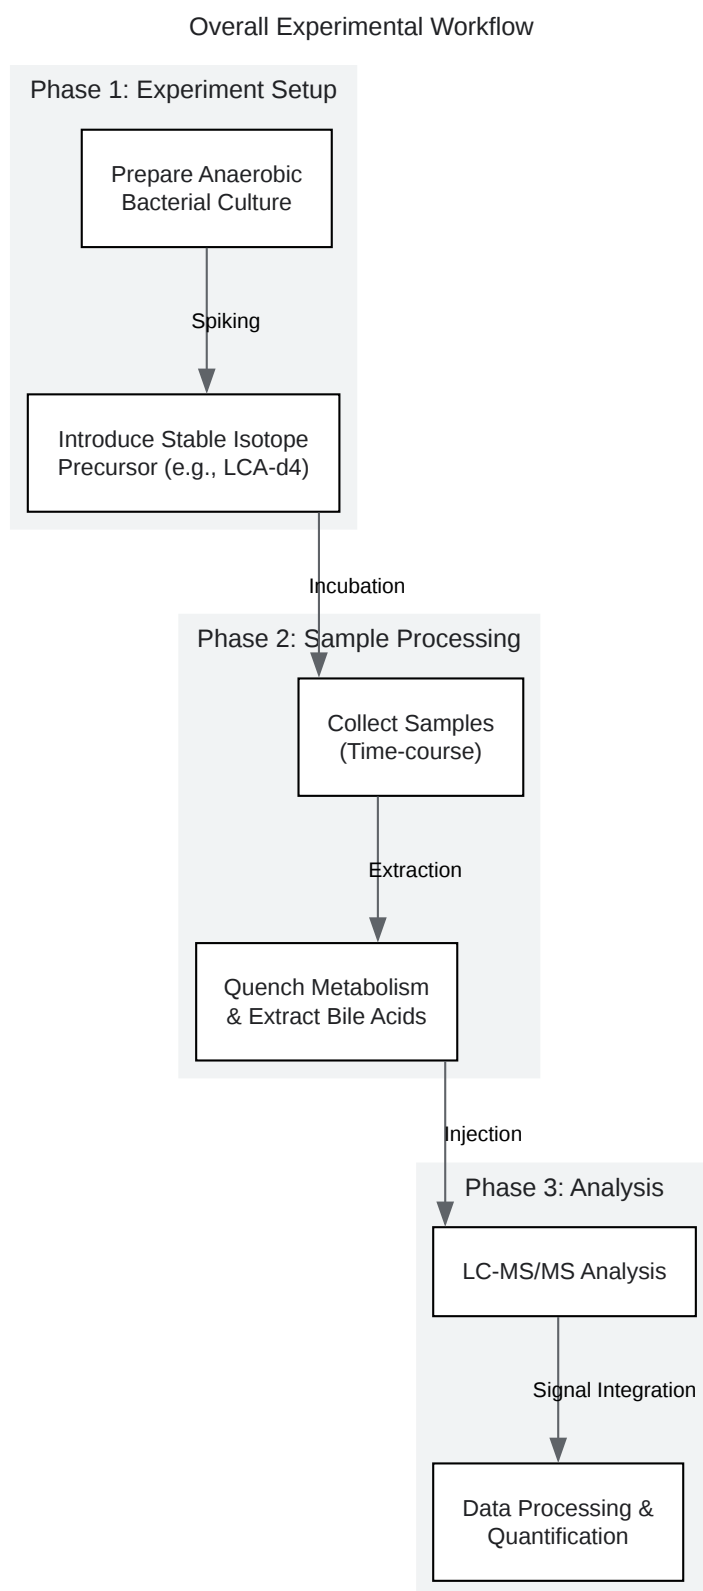 Overall Experimental Workflow
Phase 1: Experiment Setup
Prepare Anaerobic
Bacterial Culture
Spiking
Introduce Stable Isotope
Precursor (e.g., LCA-d4)
Incubation
Phase 2: Sample Processing
Collect Samples
(Time-course)
Extraction
Quench Metabolism
& Extract Bile Acids
Injection
Phase 3: Analysis
LC-MS/MS Analysis
Signal Integration
Data Processing &
Quantification